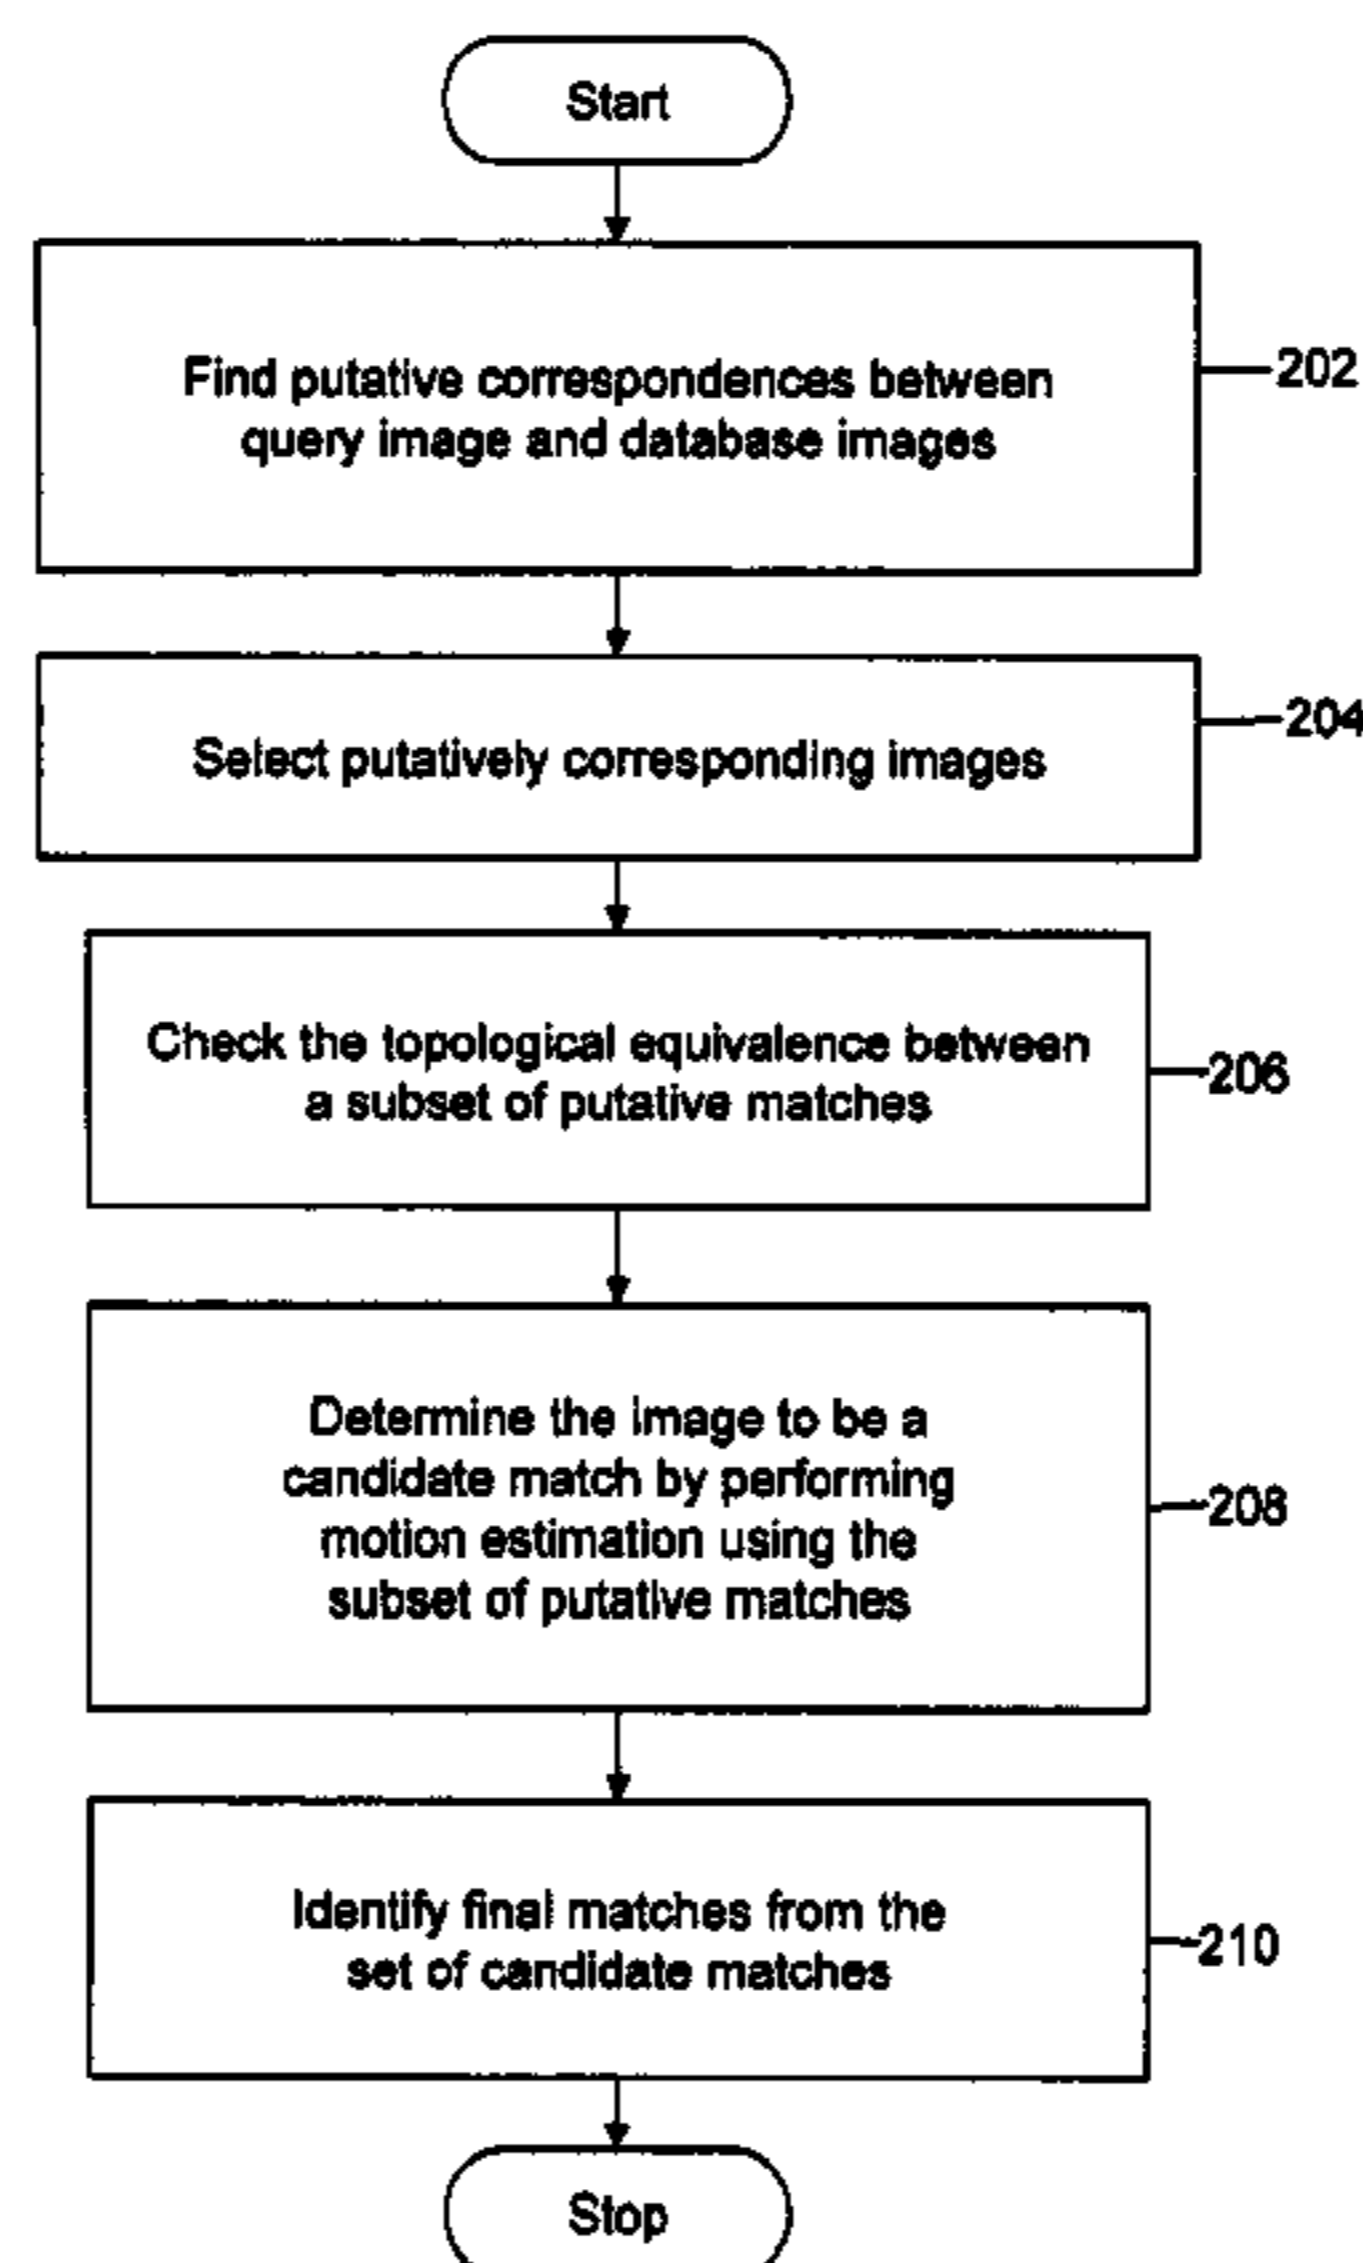 Start
Find putative correspondences between
query image and database images
202
Select putatively corresponding images
204
Check the topological equivalence between
a subset of putative matches
206
Determine the image to be a
candidate match by performing
motion estimation using the
subset of putative matches
208
Identify final matches from the
set of candidate matches
210
Stop